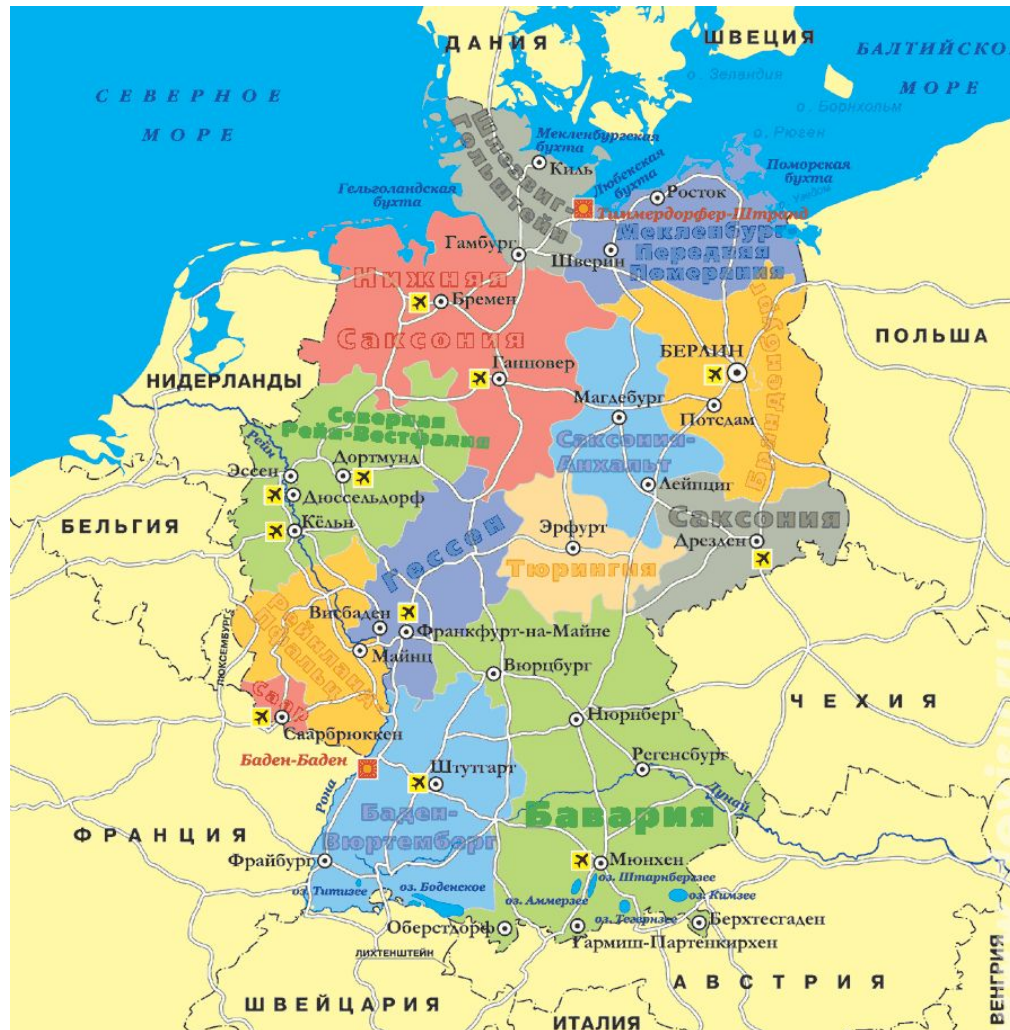 ДАНИЯ
ШВЕЦИЯ
БАЛТИЙСКО
МОРЕ
о. Зеландия
СЕВЕРНОЕ
МОРЕ
о. Борнхольм
о. Рюген
Шлезвиг-
Гольштейн
Мекленбургская
бухта
Киль
Любекская
бухта
Поморская
бухта
Гельголандская
бухта
Росток
Тиммердорфер-Штранд
Гамбург
Шверин
Мекленбург
Передняя
Померания
Нижняя
Саксония
Бремен
ПОЛЬША
БЕРЛИН
Ганновер
НИДЕРЛАНДЫ
Бранденбург
Магдебург
Потсдам
Северная
Рейн-Вестфалия
Рейн
Саксония-
Анхальт
Дортмунд
Эссен
Дюссельдорф
Лейпциг
БЕЛЬГИЯ
Кёльн
Саксония
Эрфурт
Дрезден
Гессен
Тюрингия
Рейнланд-
Пфальц
Висбаден
Франкфурт-на-Майне
ЛЮКСЕМБУРГ
Майнц
Вюрцбург
Саар
ЧЕХИЯ
Саарбрюккен
Нюрнберг
Баден-Баден
Регенсбург
Штутгарт
Рона
Дунай
Баден-
Вюртемберг
Бавария
ФРАНЦИЯ
Фрайбург
Мюнхен
оз. Штарнбергзее
оз. Титизее
оз. Боденское
оз. Аммерзее
оз. Кимзее
оз. Тегернзее
Оберстдорф
Берхтесгаден
Гармиш-Партенкирхен
ЛИХТЕНШТЕЙН
АВСТРИЯ
ШВЕЙЦАРИЯ
ИТАЛИЯ
ВЕНГРИЯ